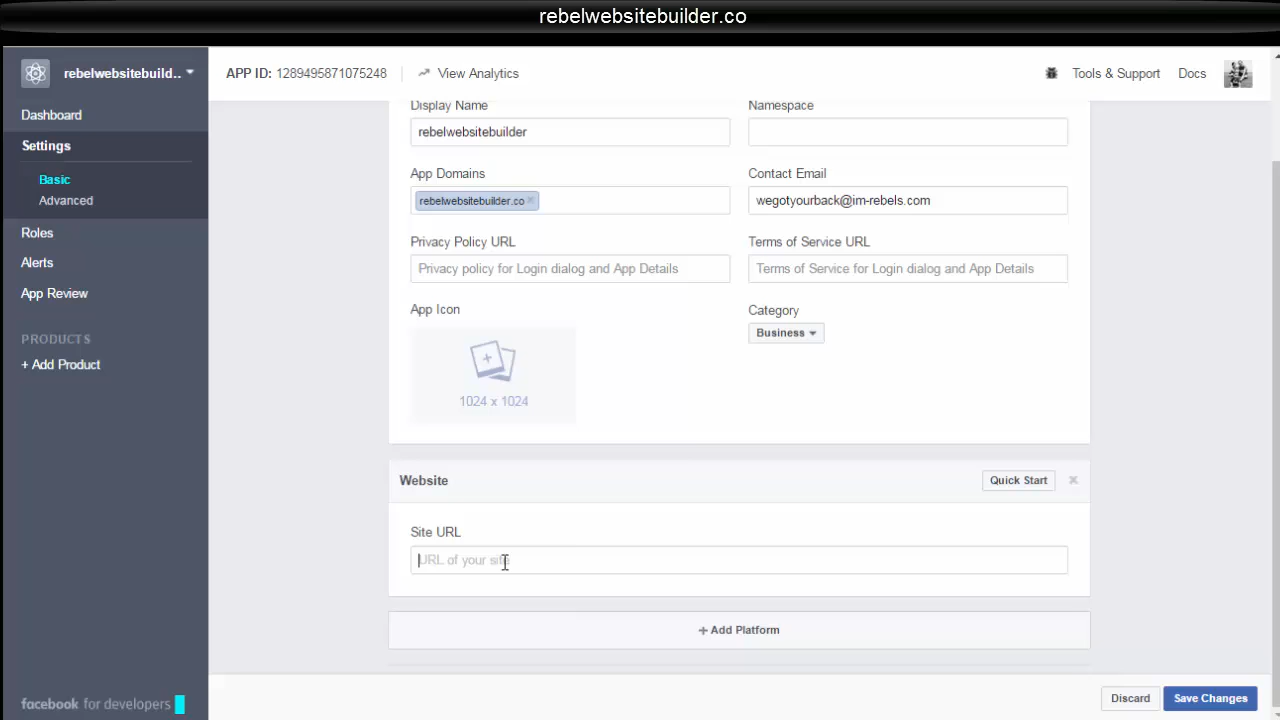 rebelwebsitebuilder.co
rebelwebsitebuild..
APP ID: 1289495871075248
View Analytics
Tools & Support
Docs
Dashboard
Settings
Basic
Advanced
Roles
Alerts
App Review
PRODUCTS
+ Add Product
facebook for developers
Display Name
Namespace
rebelwebsitebuilder
App Domains
Contact Email
rebelwebsitebuilder.co
wegotyourback@im-rebels.com
Privacy Policy URL
Terms of Service URL
Privacy policy for Login dialog and App Details
Terms of Service for Login dialog and App Details
App Icon
Category
Business
1024 x 1024
Website
Quick Start
Site URL
URL of your site
+ Add Platform
Discard
Save Changes